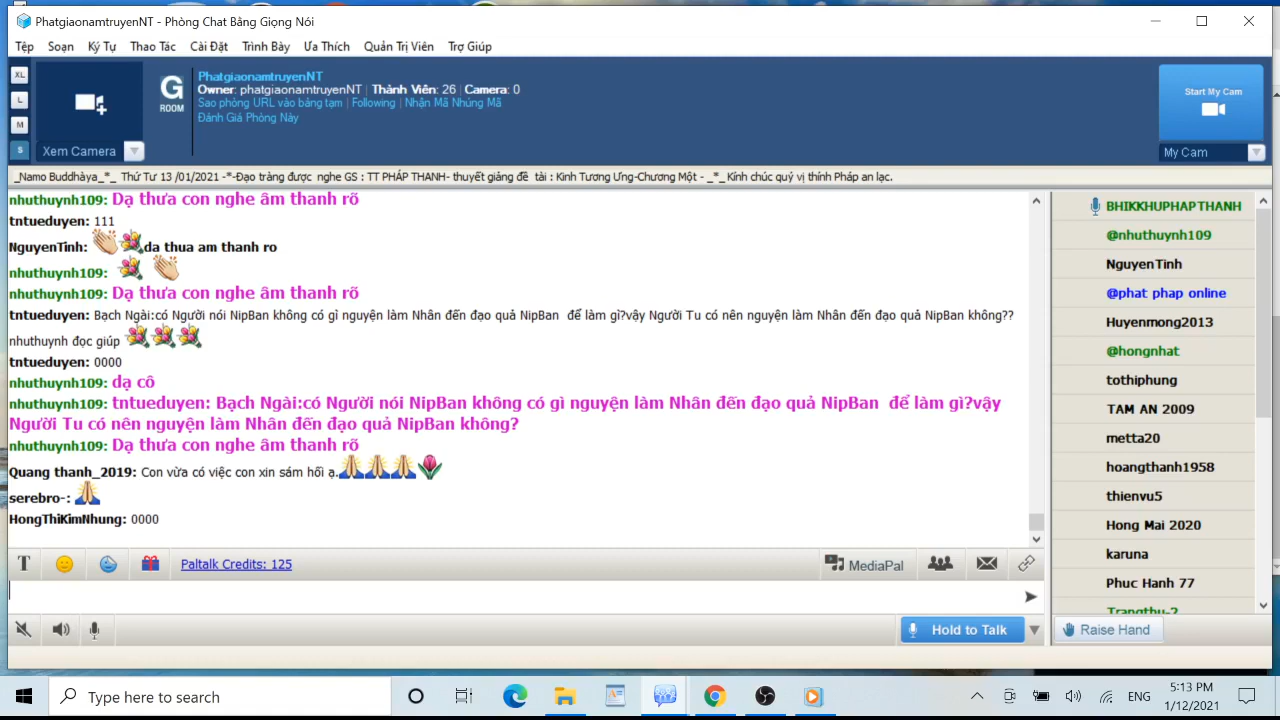 PhatgiaonamtruyenNT - Phòng Chat Bằng Giọng Nói
Tệp Soạn Ký Tự Thao Tác Cài Đặt Trình Bày Ưa Thích Quản Trị Viên Trợ Giúp
XL
L
M
S
Xem Camera
G
ROOM
PhatgiaonamtruyenNT
Owner: phatgiaonamtruyenNT | Thành Viên: 26 | Camera: 0
Sao phỏng URL vào bảng tạm | Following | Nhận Mã Nhúng Mã
Đánh Giá Phòng Này
Start My Cam
My Cam
_Namo Buddhàya_*_ Thứ Tư 13 /01/2021 -*-Đạo tràng được nghe GS : TT PHÁP THANH- thuyết giảng đề tài : Kinh Tương Ưng-Chương Một - _*_ Kính chúc quý vị thính Pháp an lạc.
nhuthuynh109: Dạ thưa con nghe âm thanh rõ
tntueduyen: 111
NguyenTinh: da thua am thanh ro
nhuthuynh109:
nhuthuynh109: Dạ thưa con nghe âm thanh rõ
tntueduyen: Bạch Ngài:có Người nói NipBan không có gì nguyện làm Nhân đến đạo quả NipBan để làm gì?vậy Người Tu có nên nguyện làm Nhân đến đạo quả NipBan không??
nhuthuynh đọc giúp
tntueduyen: 0000
nhuthuynh109: dạ cô
nhuthuynh109: tntueduyen: Bạch Ngài:có Người nói NipBan không có gì nguyện làm Nhân đến đạo quả NipBan để làm gì?vậy
Người Tu có nên nguyện làm Nhân đến đạo quả NipBan không?
nhuthuynh109: Dạ thưa con nghe âm thanh rõ
Quang thanh_2019: Con vừa có việc con xin sám hối ạ.
serebro-:
HongThiKimNhung: 0000
BHIKKHUPHAPTHANH
@nhuthuynh109
NguyenTinh
@phat phap online
Huyenmong2013
@hongnhat
tothiphung
TAM AN 2009
metta20
hoangthanh1958
thienvu5
Hong Mai 2020
karuna
Phuc Hanh 77
Trangthu-2
T
Paltalk Credits: 125
MediaPal
Hold to Talk
Raise Hand
Type here to search
ENG
5:13 PM
1/12/2021